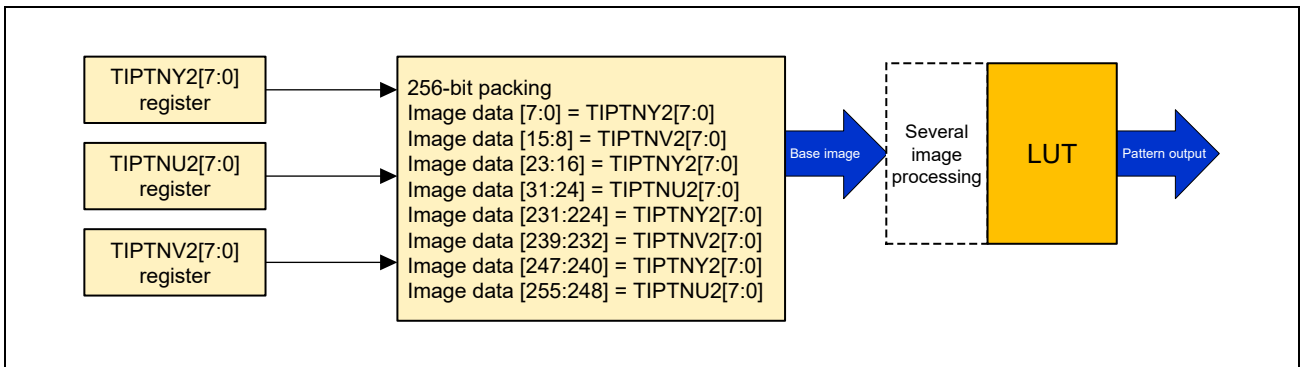 TIPTNY2[7:0]
register
TIPTNU2[7:0]
register
TIPTNV2[7:0]
register
256-bit packing
Image data [7:0] = TIPTNY2[7:0]
Image data [15:8] = TIPTNV2[7:0]
Image data [23:16] = TIPTNY2[7:0]
Image data [31:24] = TIPTNU2[7:0]
Image data [231:224] = TIPTNY2[7:0]
Image data [239:232] = TIPTNV2[7:0]
Image data [247:240] = TIPTNY2[7:0]
Image data [255:248] = TIPTNU2[7:0]
Base image
Several
image
processing
LUT
Pattern output